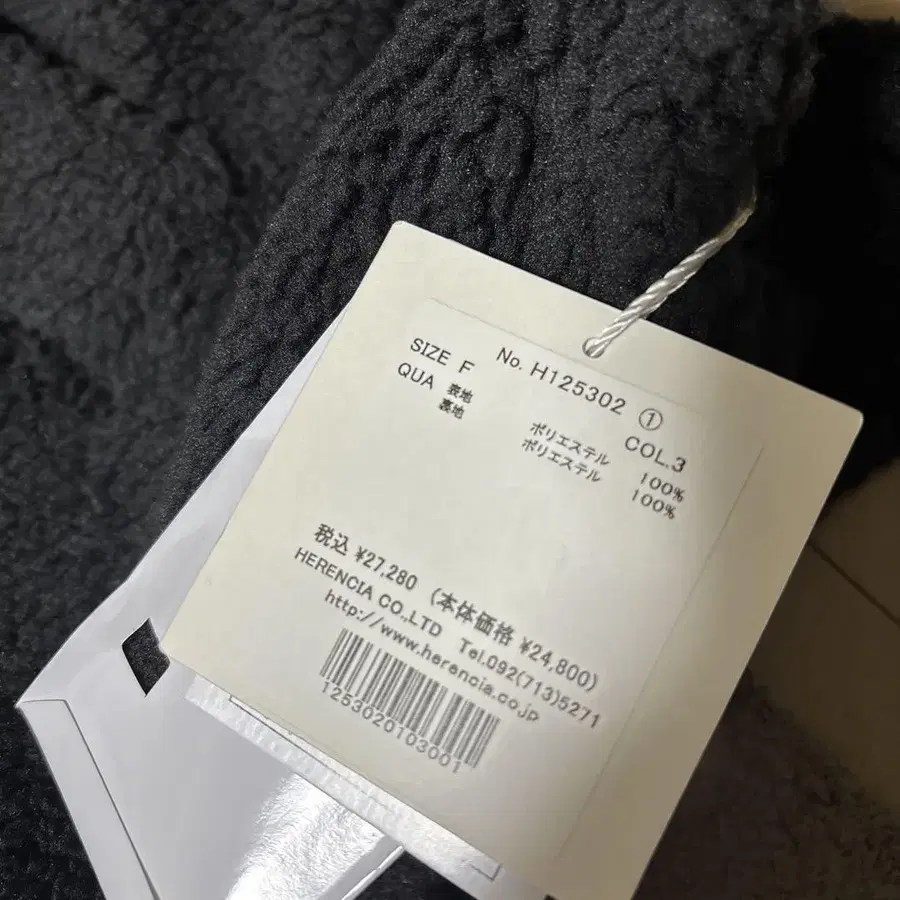 No. H125302 ①
SIZE F
COL.3
QUA 表地 ポリエステル 100%
裏地 ポリエステル 100%
税込 ¥27,280 (本体価格 ¥24,800)
HERENCIA CO.,LTD Tel.092(713)5271
http://www.herencia.co.jp
1253020103001